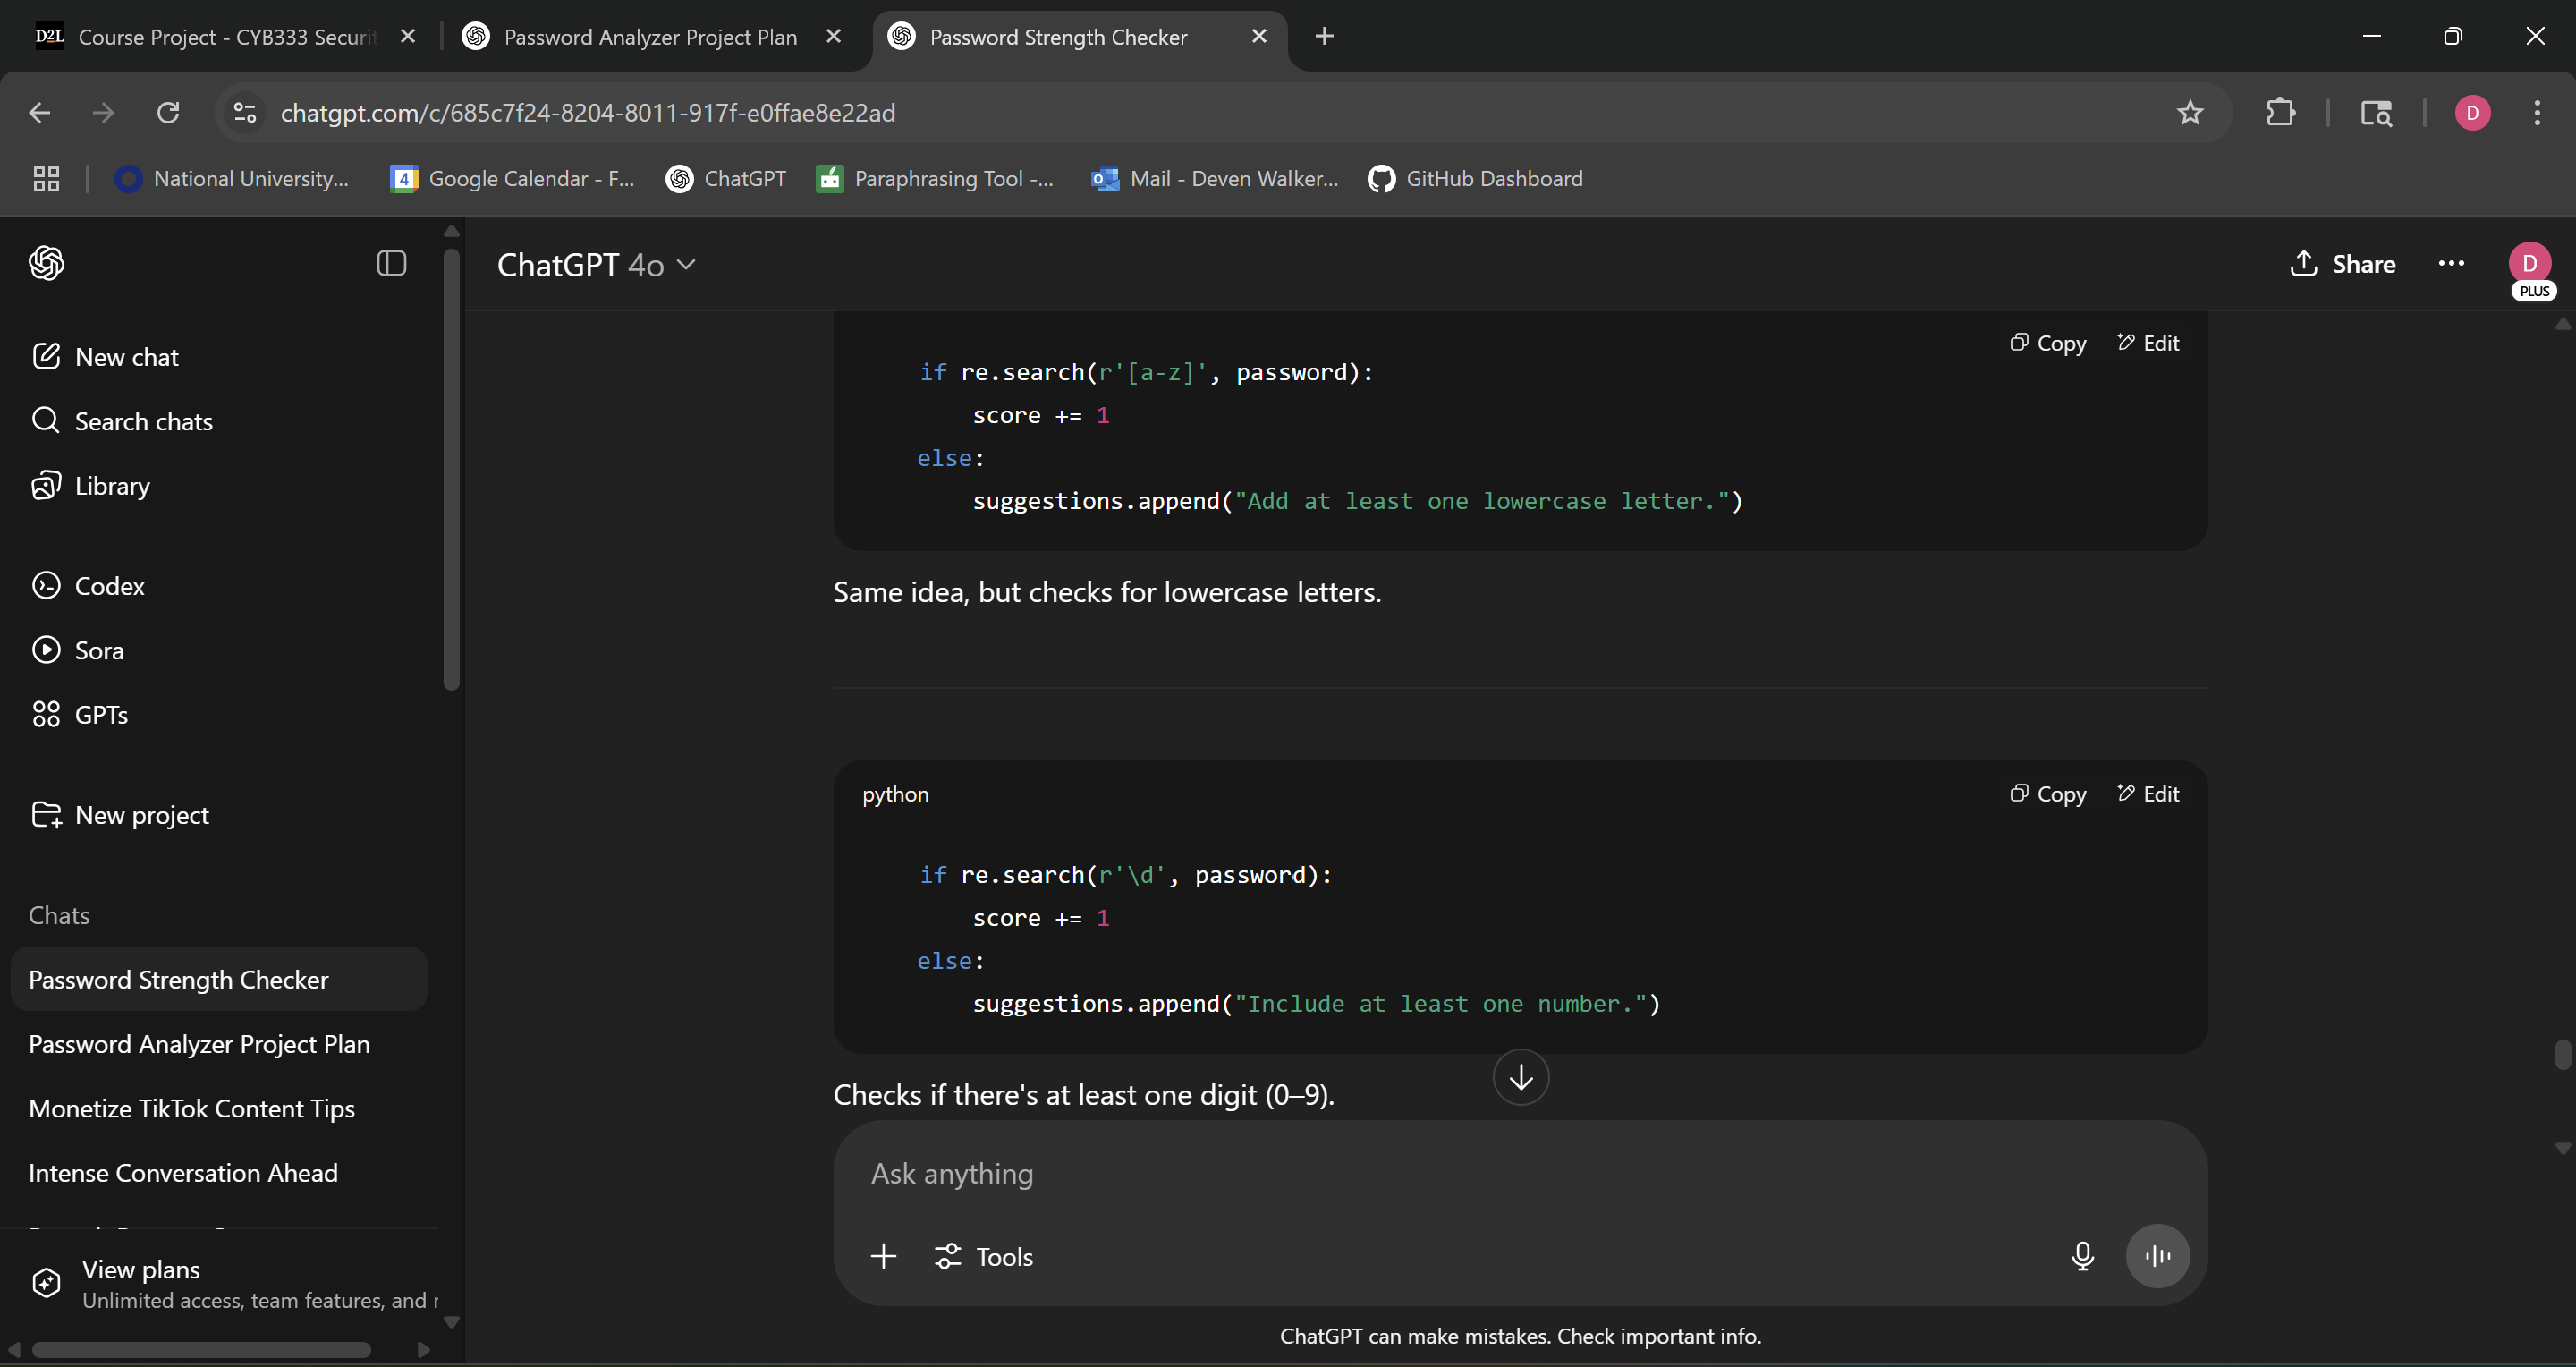 D2L Course Project - CYB333 Securit
Password Analyzer Project Plan
Password Strength Checker
chatgpt.com/c/685c7f24-8204-8011-917f-e0ffae8e22ad
D
National University...
4 Google Calendar - F...
ChatGPT
Paraphrasing Tool -...
Mail - Deven Walker...
GitHub Dashboard
ChatGPT 4o
Share
D
PLUS
New chat
Search chats
Library
Codex
Sora
GPTs
New project
Chats
Password Strength Checker
Password Analyzer Project Plan
Monetize TikTok Content Tips
Intense Conversation Ahead
View plans
Unlimited access, team features, and
Copy Edit
if re.search(r'[a-z]', password):
score += 1
else:
suggestions.append("Add at least one lowercase letter.")
Same idea, but checks for lowercase letters.
python
Copy Edit
if re.search(r'\d', password):
score += 1
else:
suggestions.append("Include at least one number.")
Checks if there's at least one digit (0–9).
Ask anything
Tools
ChatGPT can make mistakes. Check important info.